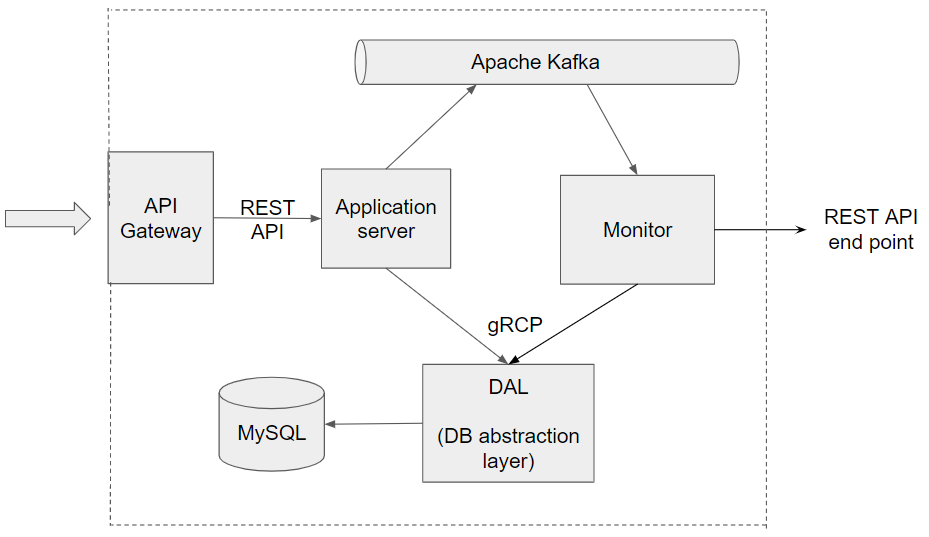 Apache Kafka
API
Gateway
REST
API
Application
server
Monitor
REST API
end point
gRCP
DAL
(DB abstraction
layer)
MySQL